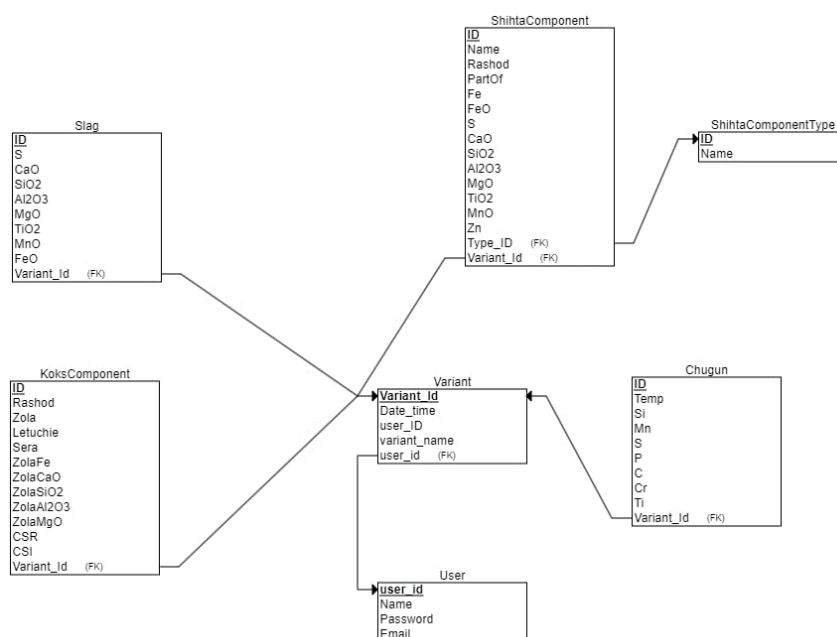 ShihtaComponent
ID
Name
Rashod
PartOf
Fe
FeO
S
CaO
SiO2
Al2O3
MgO
TiO2
MnO
Zn
Type_ID (FK)
Variant_Id (FK)
ShihtaComponentType
ID
Name
Slag
ID
S
CaO
SiO2
Al2O3
MgO
TiO2
MnO
FeO
Variant_Id (FK)
KoksComponent
ID
Rashod
Zola
Letuchie
Sera
ZolaFe
ZolaCaO
ZolaSiO2
ZolaAl2O3
ZolaMgO
CSR
CSI
Variant_Id (FK)
Variant
Variant_Id
Date_time
user_ID
variant_name
user_id (FK)
Chugun
ID
Temp
Si
Mn
S
P
C
Cr
Ti
Variant_Id (FK)
User
user_id
Name
Password
Email